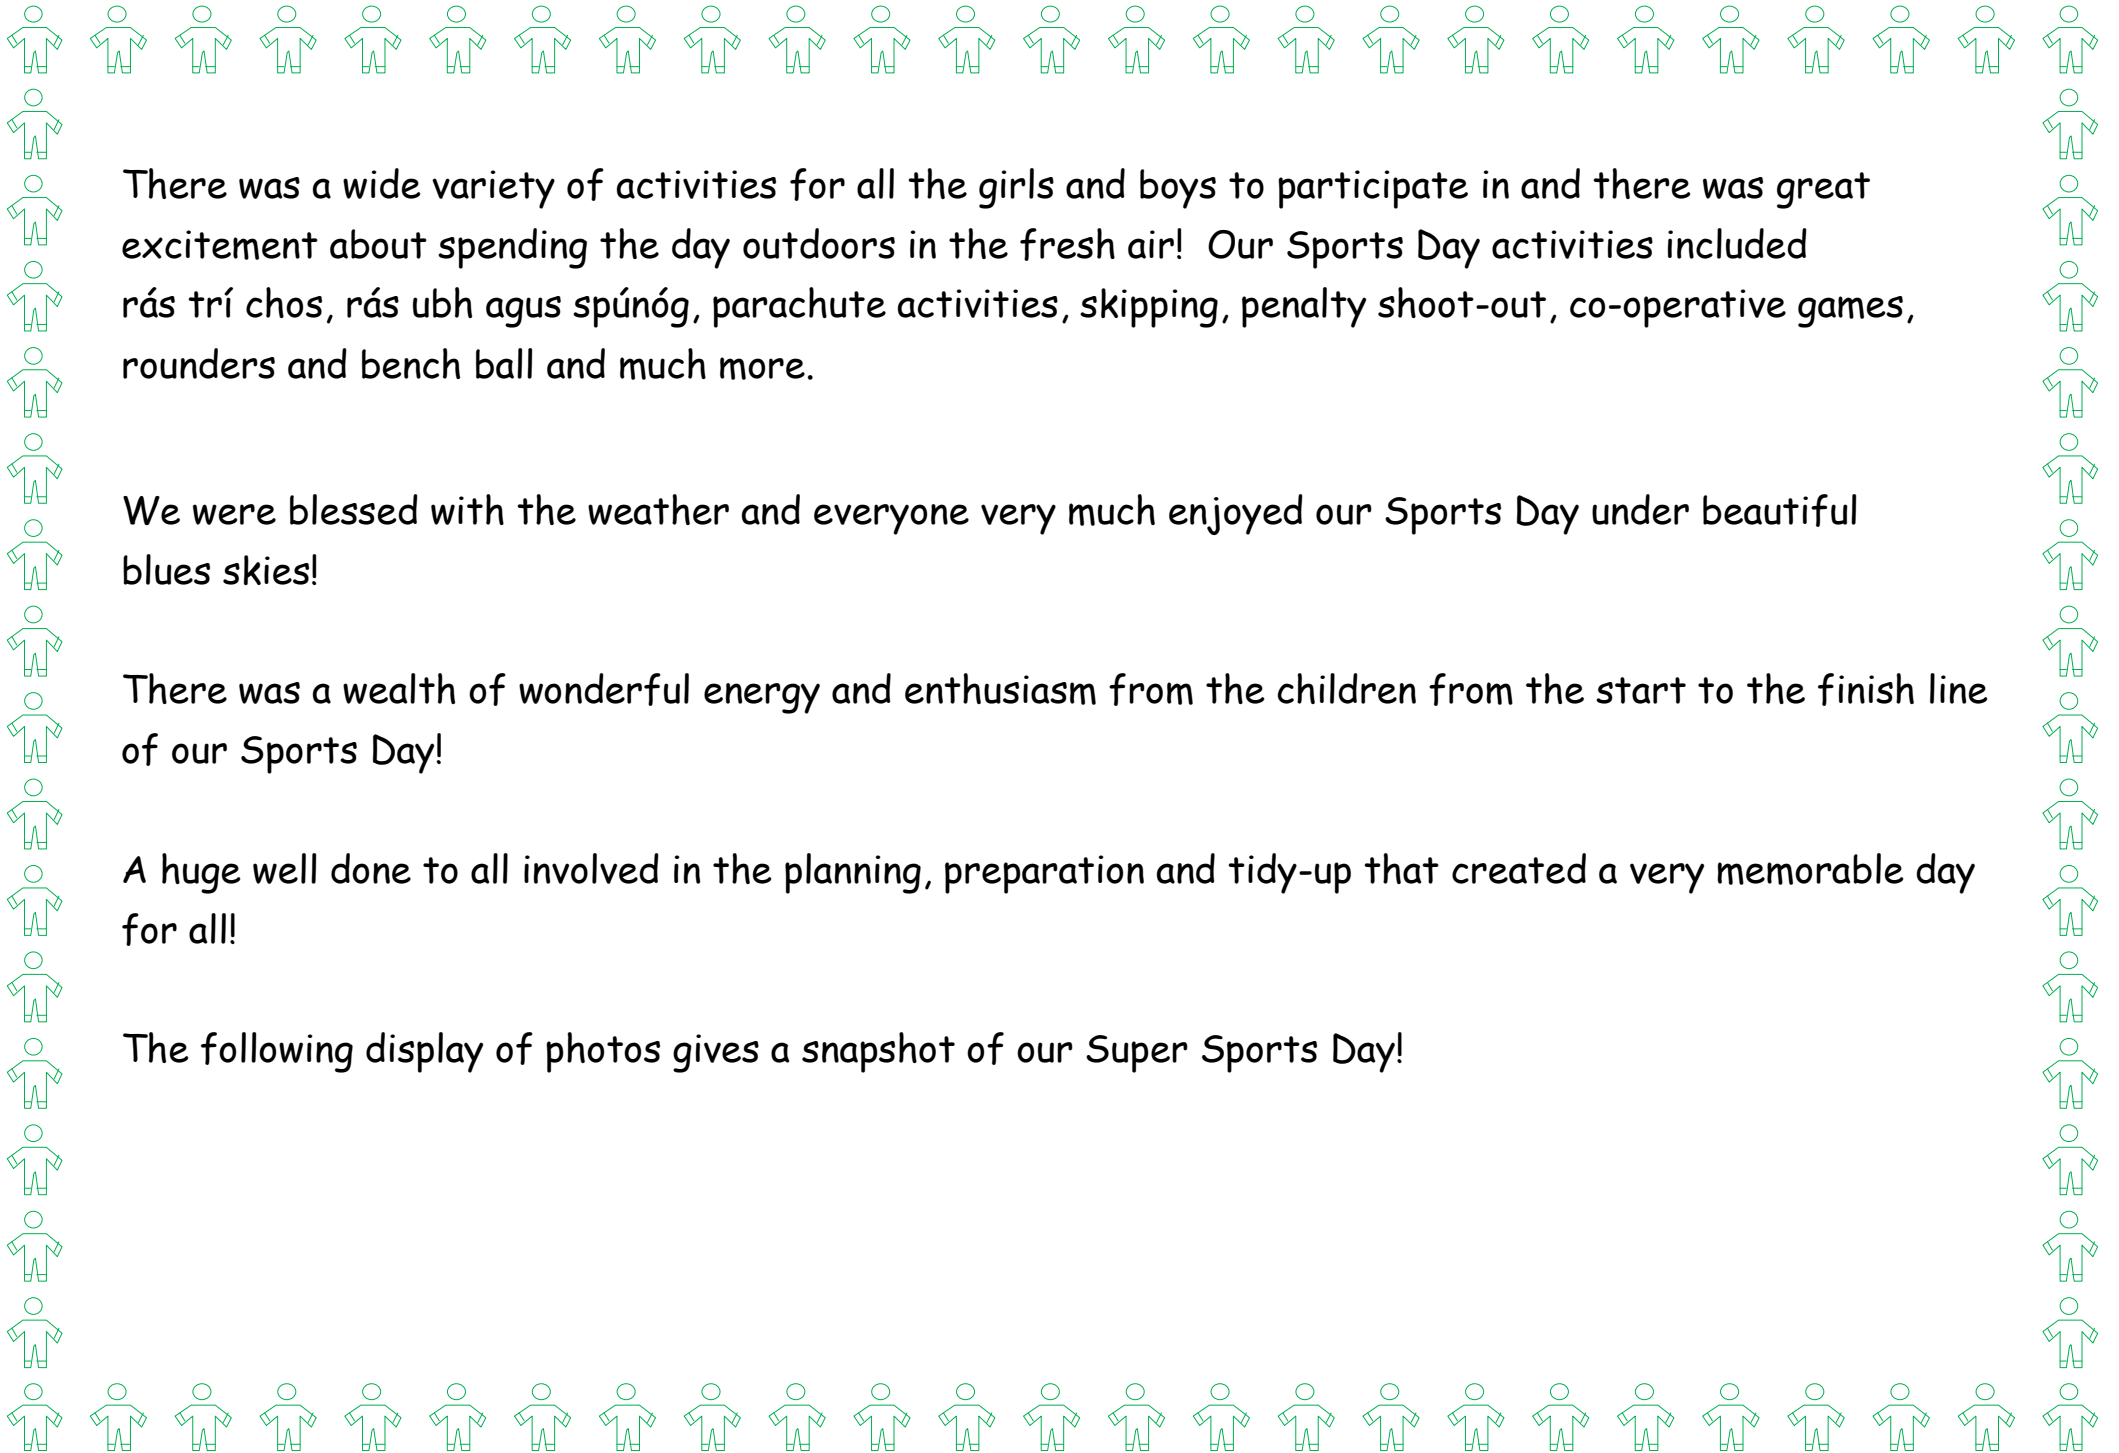 There was a wide variety of activities for all the girls and boys to participate in and there was great
excitement about spending the day outdoors in the fresh air!  Our Sports Day activities included
rás trí chos, rás ubh agus spúnóg, parachute activities, skipping, penalty shoot-out, co-operative games,
rounders and bench ball and much more.
We were blessed with the weather and everyone very much enjoyed our Sports Day under beautiful
blues skies!
There was a wealth of wonderful energy and enthusiasm from the children from the start to the finish line
of our Sports Day!
A huge well done to all involved in the planning, preparation and tidy-up that created a very memorable day
for all!
The following display of photos gives a snapshot of our Super Sports Day!